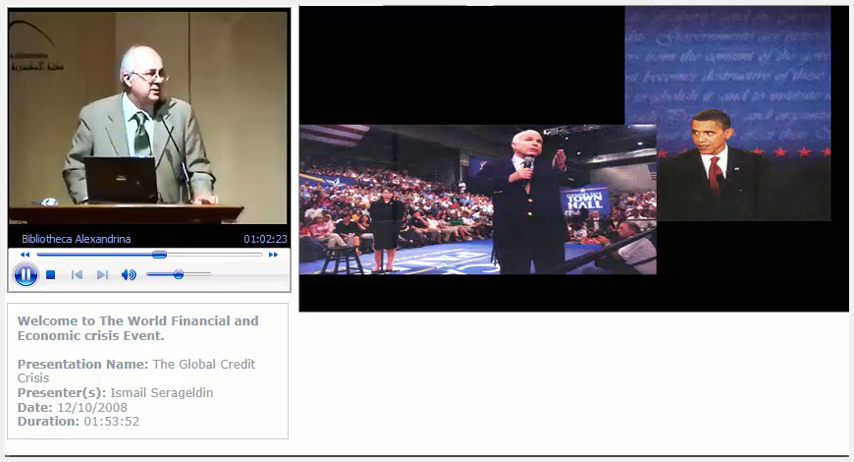 Bibliotheca Alexandrina
01:02:23
Welcome to The World Financial and
Economic crisis Event.
Presentation Name: The Global Credit
Crisis
Presenter(s): Ismail Serageldin
Date: 12/10/2008
Duration: 01:53:52
TOWN
HALL